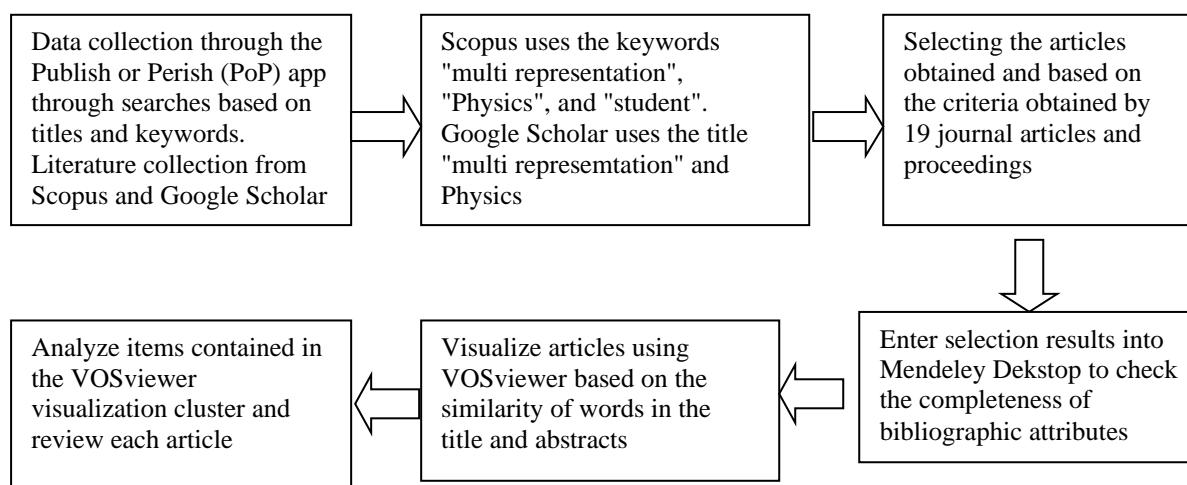 Data collection through the
Publish or Perish (PoP) app
through searches based on
titles and keywords.
Literature collection from
Scopus and Google Scholar
Scopus uses the keywords
"multi representation",
"Physics", and "student".
Google Scholar uses the title
"multi represemtation" and
Physics
Selecting the articles
obtained and based on
the criteria obtained by
19 journal articles and
proceedings
Enter selection results into
Mendeley Dekstop to check
the completeness of
bibliographic attributes
Visualize articles using
VOSviewer based on the
similarity of words in the
title and abstracts
Analyze items contained in
the VOSviewer
visualization cluster and
review each article